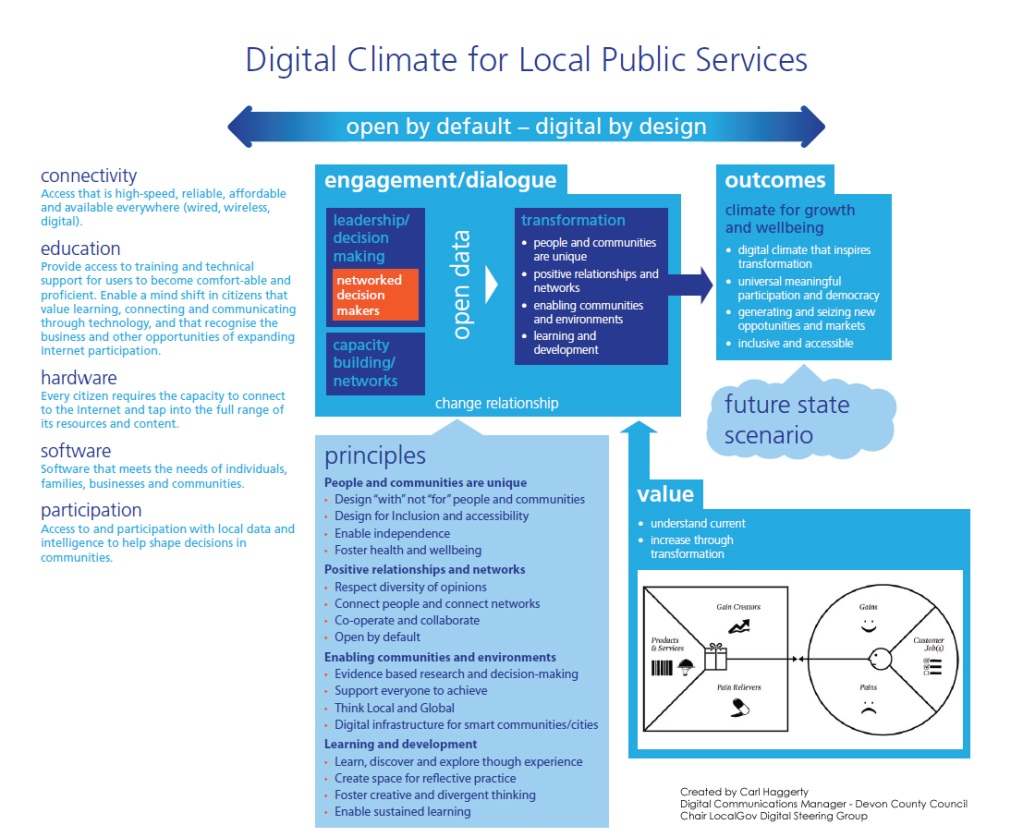 Digital Climate for Local Public Services
open by default – digital by design
connectivity
Access that is high-speed, reliable, affordable
and available everywhere (wired, wireless,
digital).
education
Provide access to training and technical
support for users to become comfort-able and
proficient. Enable a mind shift in citizens that
value learning, connecting and communicating
through technology, and that recognise the
business and other opportunities of expanding
Internet participation.
hardware
Every citizen requires the capacity to connect
to the Internet and tap into the full range of
its resources and content.
software
Software that meets the needs of individuals,
families, businesses and communities.
participation
Access to and participation with local data and
intelligence to help shape decisions in
communities.
engagement/dialogue
leadership/
decision
making
networked
decision
makers
capacity
building/
networks
open data
transformation
• people and communities
are unique
• positive relationships and
networks
• enabling communities
and environments
• learning and
development
change relationship
outcomes
climate for growth
and wellbeing
• digital climate that inspires
transformation
• universal meaningful
participation and democracy
• generating and seizing new
oppotunities and markets
• inclusive and accessible
future state
scenario
principles
People and communities are unique
• Design “with” not “for” people and communities
• Design for Inclusion and accessibility
• Enable independence
• Foster health and wellbeing
Positive relationships and networks
• Respect diversity of opinions
• Connect people and connect networks
• Co-operate and collaborate
• Open by default
Enabling communities and environments
• Evidence based research and decision-making
• Support everyone to achieve
• Think Local and Global
• Digital infrastructure for smart communities/cities
Learning and development
• Learn, discover and explore though experience
• Create space for reflective practice
• Foster creative and divergent thinking
• Enable sustained learning
value
• understand current
• increase through
transformation
Gain Creators
Products
& Services
Pain Relievers
Gains
Customer
Job(s)
Pains
Created by Carl Haggerty
Digital Communications Manager - Devon County Council
Chair LocalGov Digital Steering Group